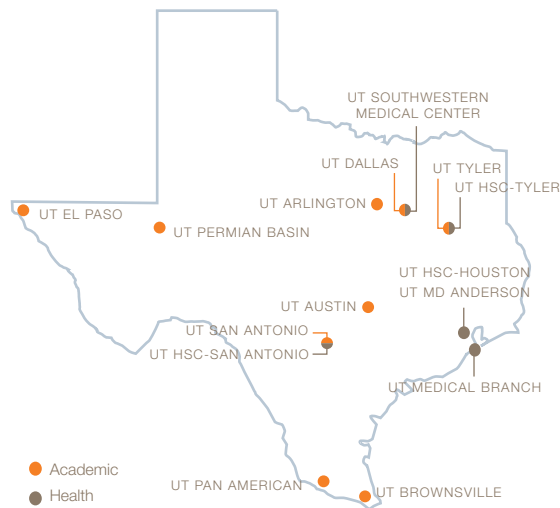 UT SOUTHWESTERN
MEDICAL CENTER
UT DALLAS
UT TYLER
UT HSC-TYLER
UT ARLINGTON
UT EL PASO
UT PERMIAN BASIN
UT HSC-HOUSTON
UT MD ANDERSON
UT AUSTIN
UT SAN ANTONIO
UT HSC-SAN ANTONIO
UT MEDICAL BRANCH
Academic
UT PAN AMERICAN
UT BROWNSVILLE
Health